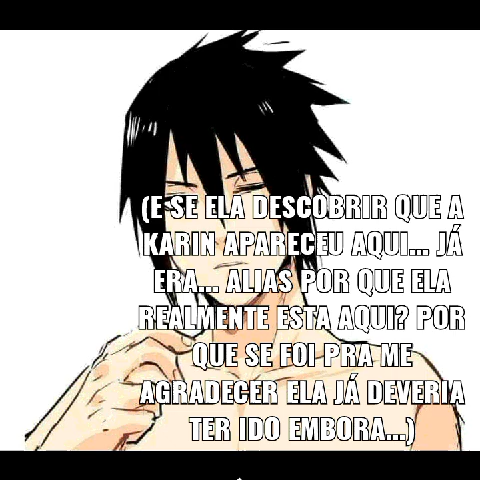 (E SE ELA DESCOBRIR QUE A
KARIN APARECEU AQUI... JÁ
ERA... ALIAS POR QUE ELA
REALMENTE ESTA AQUI? POR
QUE SE FOI PRA ME
AGRADECER ELA JÁ DEVERIA
TER IDO EMBORA...)